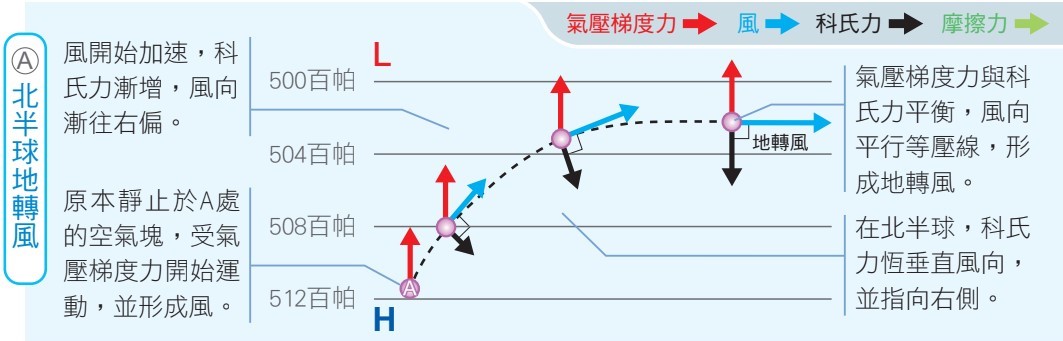 氣壓梯度力 風 科氏力 摩擦力
Ⓐ北半球地轉風
風開始加速，科
氏力漸增，風向
漸往右偏。
原本靜止於A處
的空氣塊，受氣
壓梯度力開始運
動，並形成風。
L
500百帕
504百帕
508百帕
512百帕
H
A
地轉風
氣壓梯度力與科
氏力平衡，風向
平行等壓線，形
成地轉風。
在北半球，科氏
力恆垂直風向，
並指向右側。